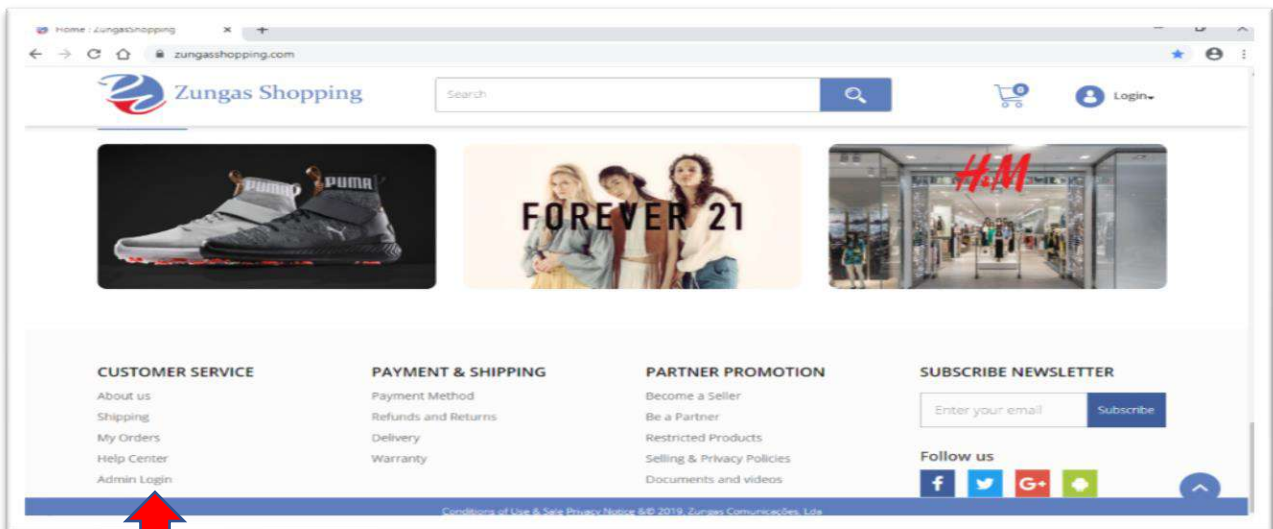 Home : ZungasShopping
zungasshopping.com
Zungas Shopping
Search
0
Login
PUMA PUMA
FOREVER 21
H&M
CUSTOMER SERVICE
About us
Shipping
My Orders
Help Center
Admin Login
PAYMENT & SHIPPING
Payment Method
Refunds and Returns
Delivery
Warranty
PARTNER PROMOTION
Become a Seller
Be a Partner
Restricted Products
Selling & Privacy Policies
Documents and videos
SUBSCRIBE NEWSLETTER
Enter your email Subscribe
Follow us
f G+
Conditions of Use & Sale Privacy Notice &© 2019, Zungas Comunicações, Lda